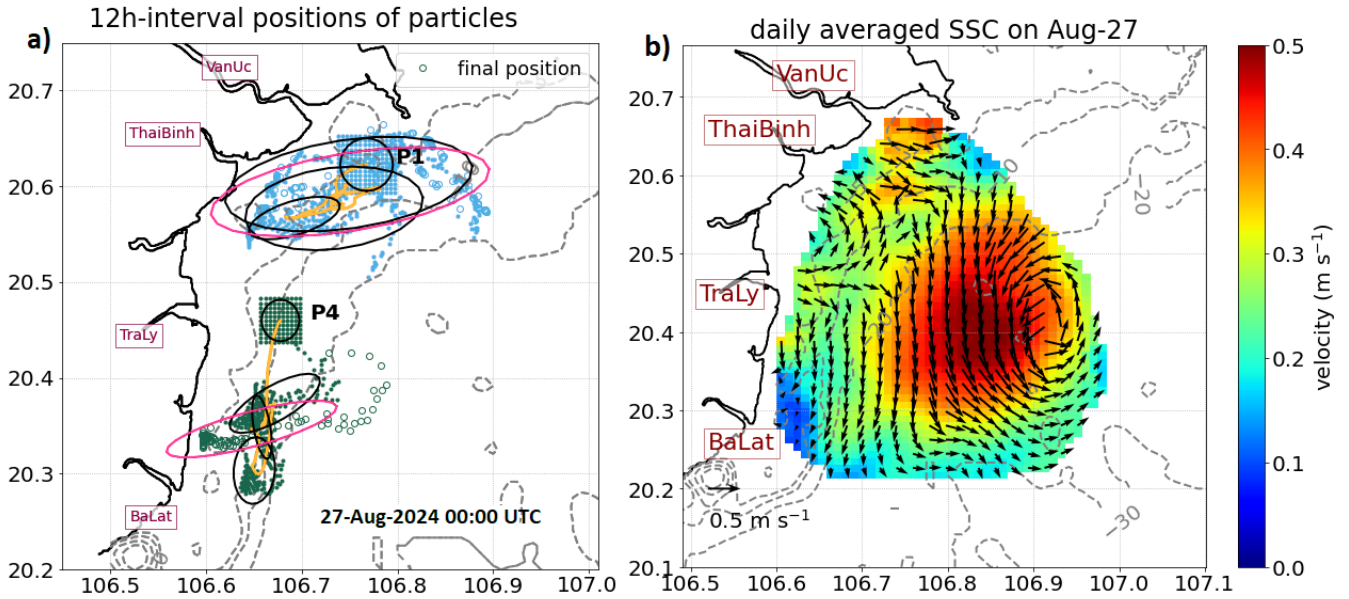 12h-interval positions of particles
a)
VanUc
final position
ThaiBinh
P1
P4
TraLy
BaLat
27-Aug-2024 00:00 UTC
20.7
20.6
20.5
20.4
20.3
20.2
106.5 106.6 106.7 106.8 106.9 107.0
daily averaged SSC on Aug-27
b)
VanUc
ThaiBinh
TraLy
BaLat
0.5 m s⁻¹
−20
−30
20.7
20.6
20.5
20.4
20.3
20.2
20.1
106.5 106.6 106.7 106.8 106.9 107.0 107.1
0.5
0.4
0.3
0.2
0.1
0.0
velocity (m s⁻¹)